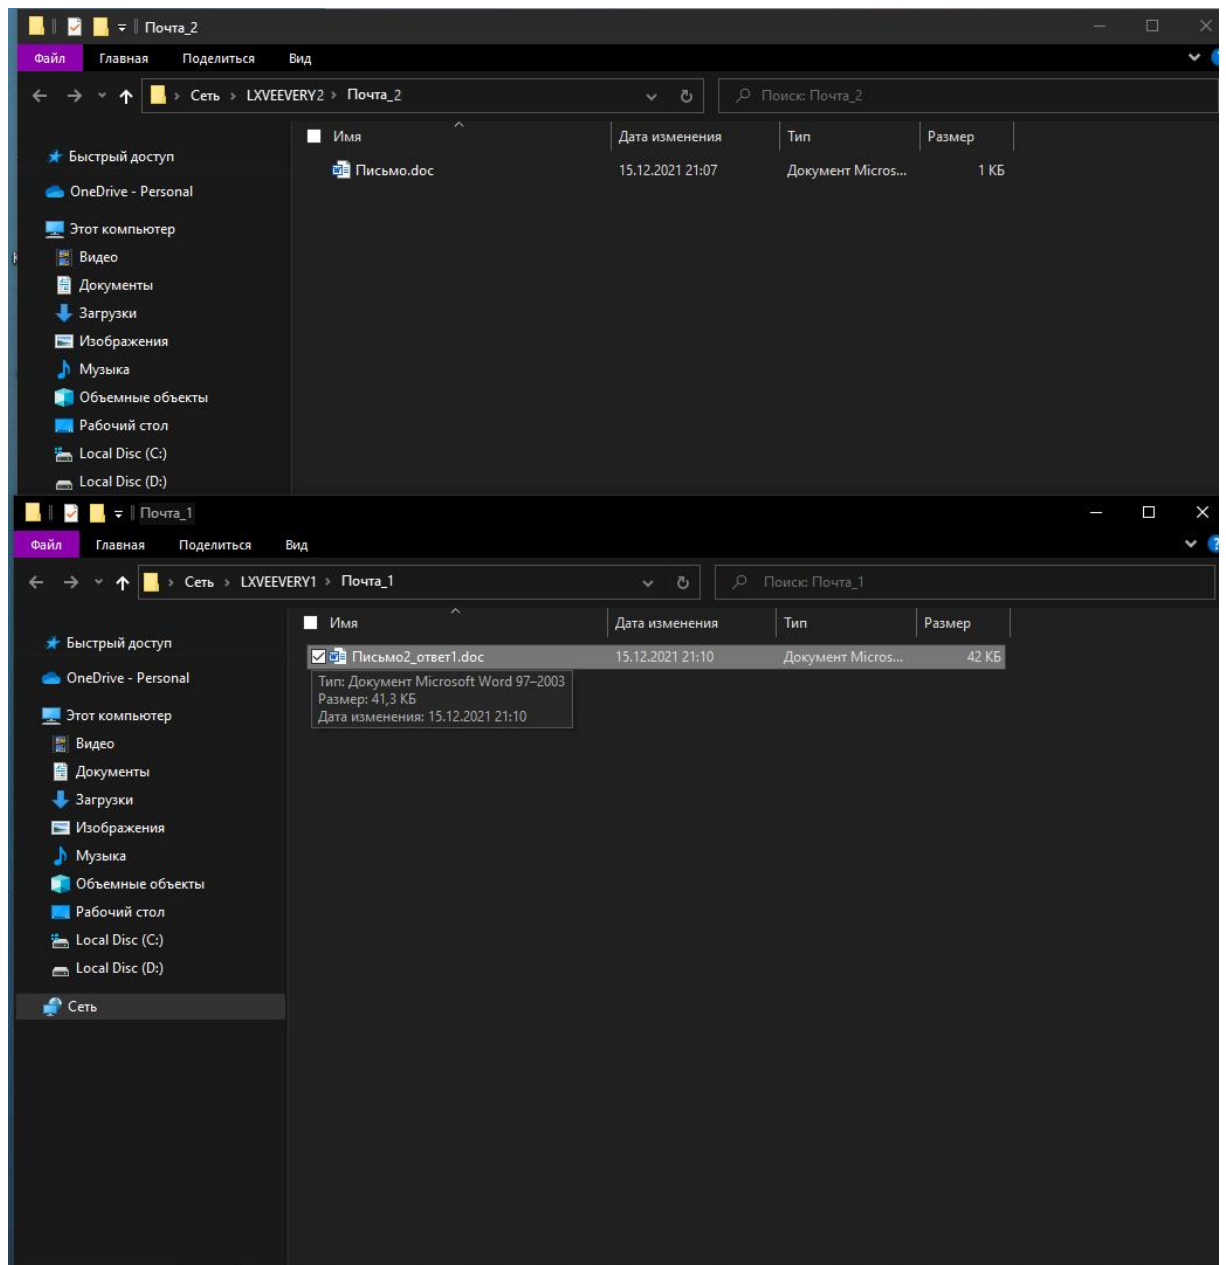 Почта_2
Файл Главная Поделиться Вид
Сеть › LXVEEVERY2 › Почта_2 Поиск: Почта_2
Имя Дата изменения Тип Размер
Быстрый доступ
Письмо.doc 15.12.2021 21:07 Документ Micros... 1 КБ
OneDrive - Personal
Этот компьютер
Видео
Документы
Загрузки
Изображения
Музыка
Объемные объекты
Рабочий стол
Local Disc (C:)
Local Disc (D:)
Почта_1
Файл Главная Поделиться Вид
Сеть › LXVEEVERY1 › Почта_1 Поиск: Почта_1
Имя Дата изменения Тип Размер
Быстрый доступ
Письмо2_ответ1.doc 15.12.2021 21:10 Документ Micros... 42 КБ
OneDrive - Personal
Тип: Документ Microsoft Word 97–2003
Размер: 41,3 КБ
Дата изменения: 15.12.2021 21:10
Этот компьютер
Видео
Документы
Загрузки
Изображения
Музыка
Объемные объекты
Рабочий стол
Local Disc (C:)
Local Disc (D:)
Сеть